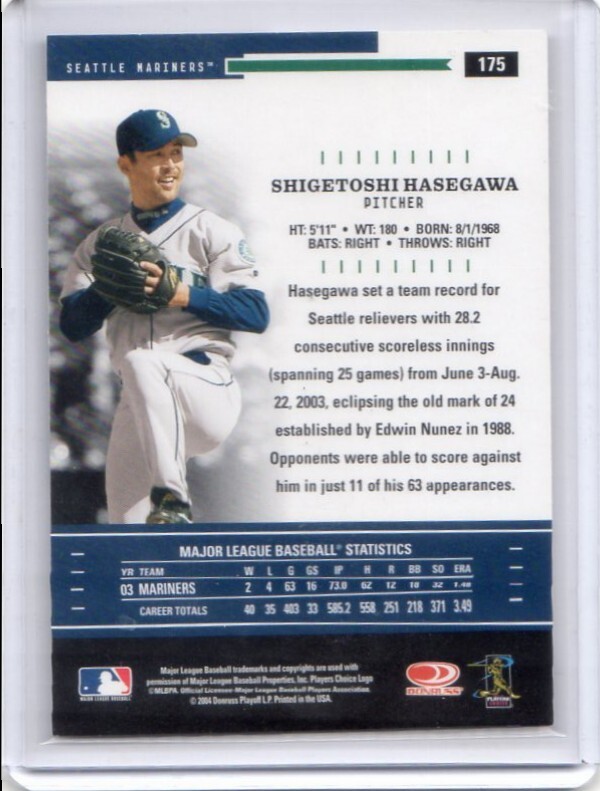 SEATTLE MARINERS™
175
SHIGETOSHI HASEGAWA
PITCHER
HT: 5'11" • WT: 180 • BORN: 8/1/1968
BATS: RIGHT • THROWS: RIGHT
Hasegawa set a team record for
Seattle relievers with 28.2
consecutive scoreless innings
(spanning 25 games) from June 3-Aug.
22, 2003, eclipsing the old mark of 24
established by Edwin Nunez in 1988.
Opponents were able to score against
him in just 11 of his 63 appearances.
MAJOR LEAGUE BASEBALL® STATISTICS
YR TEAM W L G GS IP H R BB SO ERA
03 MARINERS 2 4 63 16 73.0 62 12 18 32 1.48
CAREER TOTALS 40 35 403 33 585.2 558 251 218 371 3.49
Major League Baseball trademarks and copyrights are used with
permission of Major League Baseball Properties, Inc. Players Choice Logo
©MLBPA. Official Licensee-Major League Baseball Players Association.
© 2004 Donruss Playoff L.P. Printed in the USA.
MAJOR LEAGUE BASEBALL
DONRUSS
PLAYERS
CHOICE